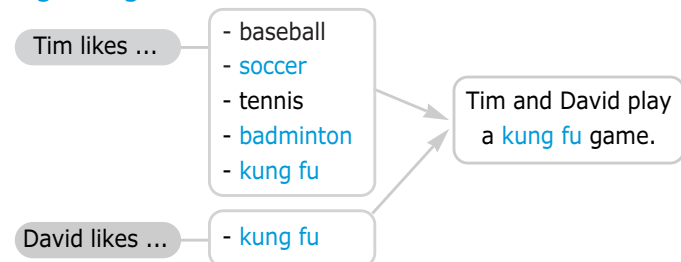 Tim likes ...
- baseball
- soccer
- tennis
- badminton
- kung fu
David likes ...
- kung fu
Tim and David play
a kung fu game.